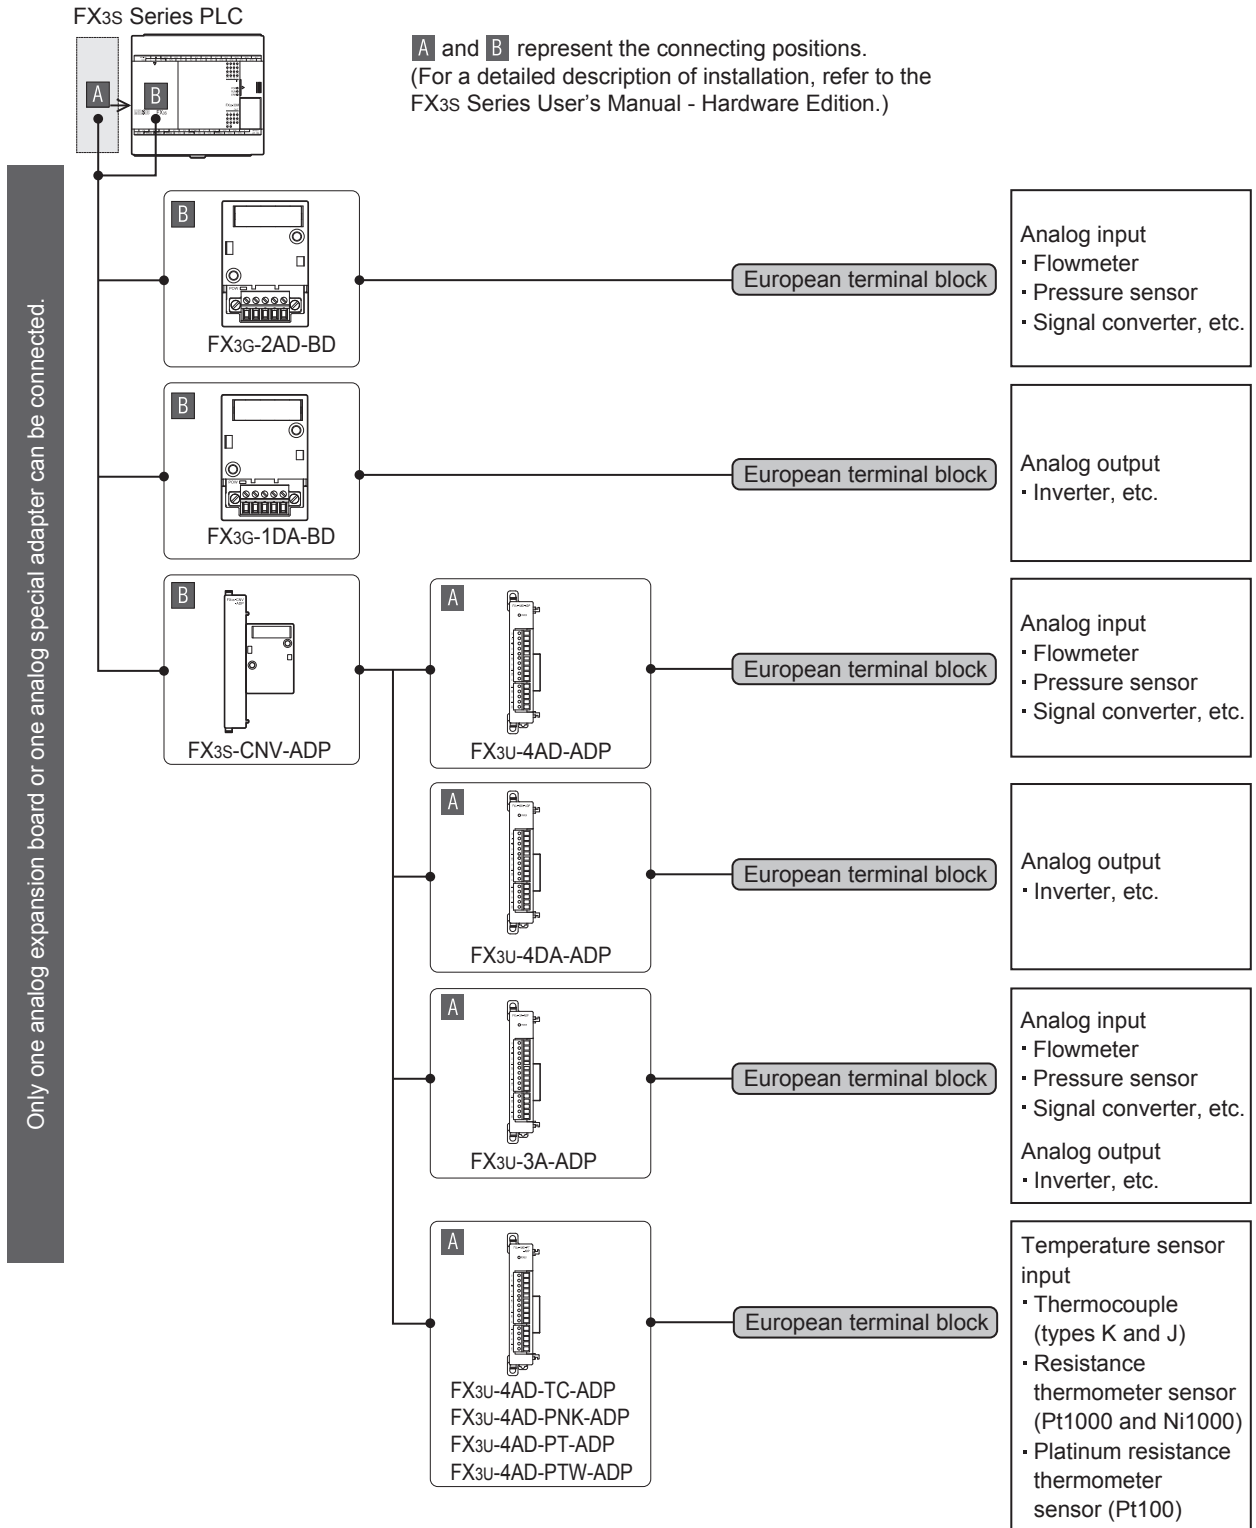 FX3S Series PLC
A and B represent the connecting positions.
(For a detailed description of installation, refer to the
FX3S Series User's Manual - Hardware Edition.)
A
B
Only one analog expansion board or one analog special adapter can be connected.
B
FX3G-2AD-BD
European terminal block
Analog input
· Flowmeter
· Pressure sensor
· Signal converter, etc.
B
FX3G-1DA-BD
European terminal block
Analog output
· Inverter, etc.
B
FX3S-CNV-ADP
A
FX3U-4AD-ADP
European terminal block
Analog input
· Flowmeter
· Pressure sensor
· Signal converter, etc.
A
FX3U-4DA-ADP
European terminal block
Analog output
· Inverter, etc.
A
FX3U-3A-ADP
European terminal block
Analog input
· Flowmeter
· Pressure sensor
· Signal converter, etc.
Analog output
· Inverter, etc.
A
FX3U-4AD-TC-ADP
FX3U-4AD-PNK-ADP
FX3U-4AD-PT-ADP
FX3U-4AD-PTW-ADP
European terminal block
Temperature sensor
input
· Thermocouple
(types K and J)
· Resistance
thermometer sensor
(Pt1000 and Ni1000)
· Platinum resistance
thermometer
sensor (Pt100)